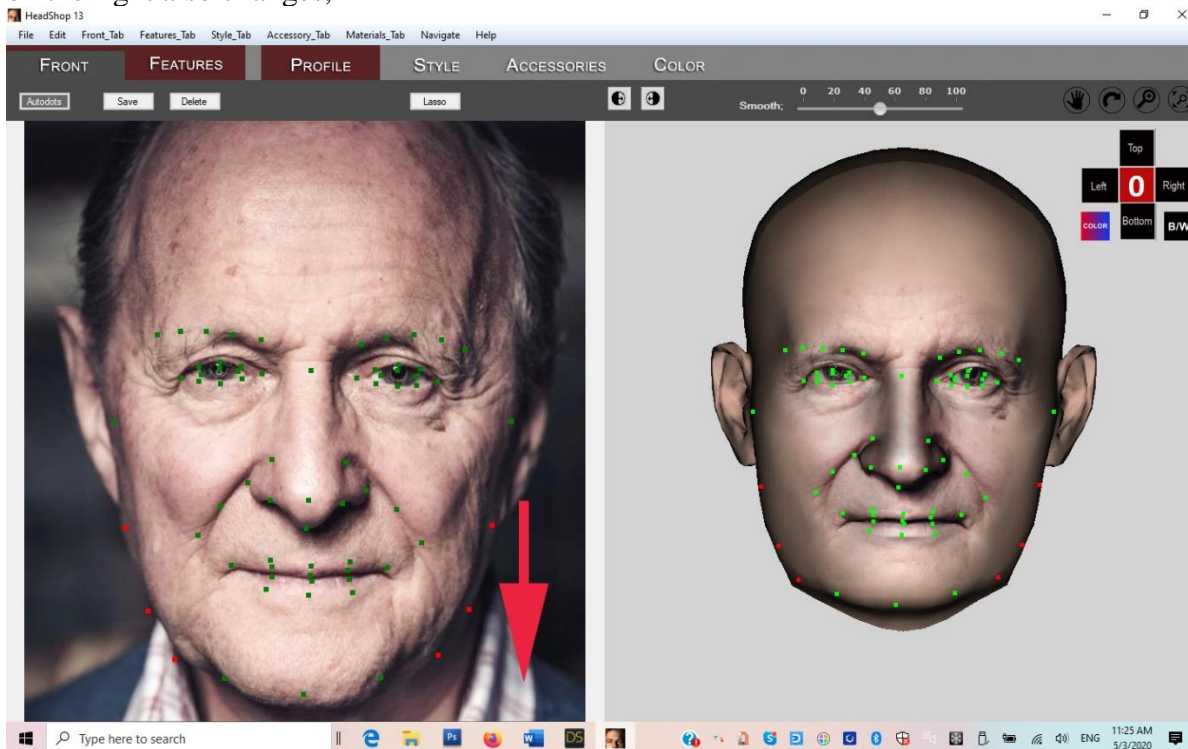 HeadShop 13
File Edit Front_Tab Features_Tab Style_Tab Accessory_Tab Materials_Tab Navigate Help
FRONT FEATURES PROFILE STYLE ACCESSORIES COLOR
Autodots Save Delete Lasso Smooth; 0 20 40 60 80 100
Top
Left 0 Right
COLOR Bottom B/W
Type here to search Ps W DS ENG 11:25 AM
5/3/2020